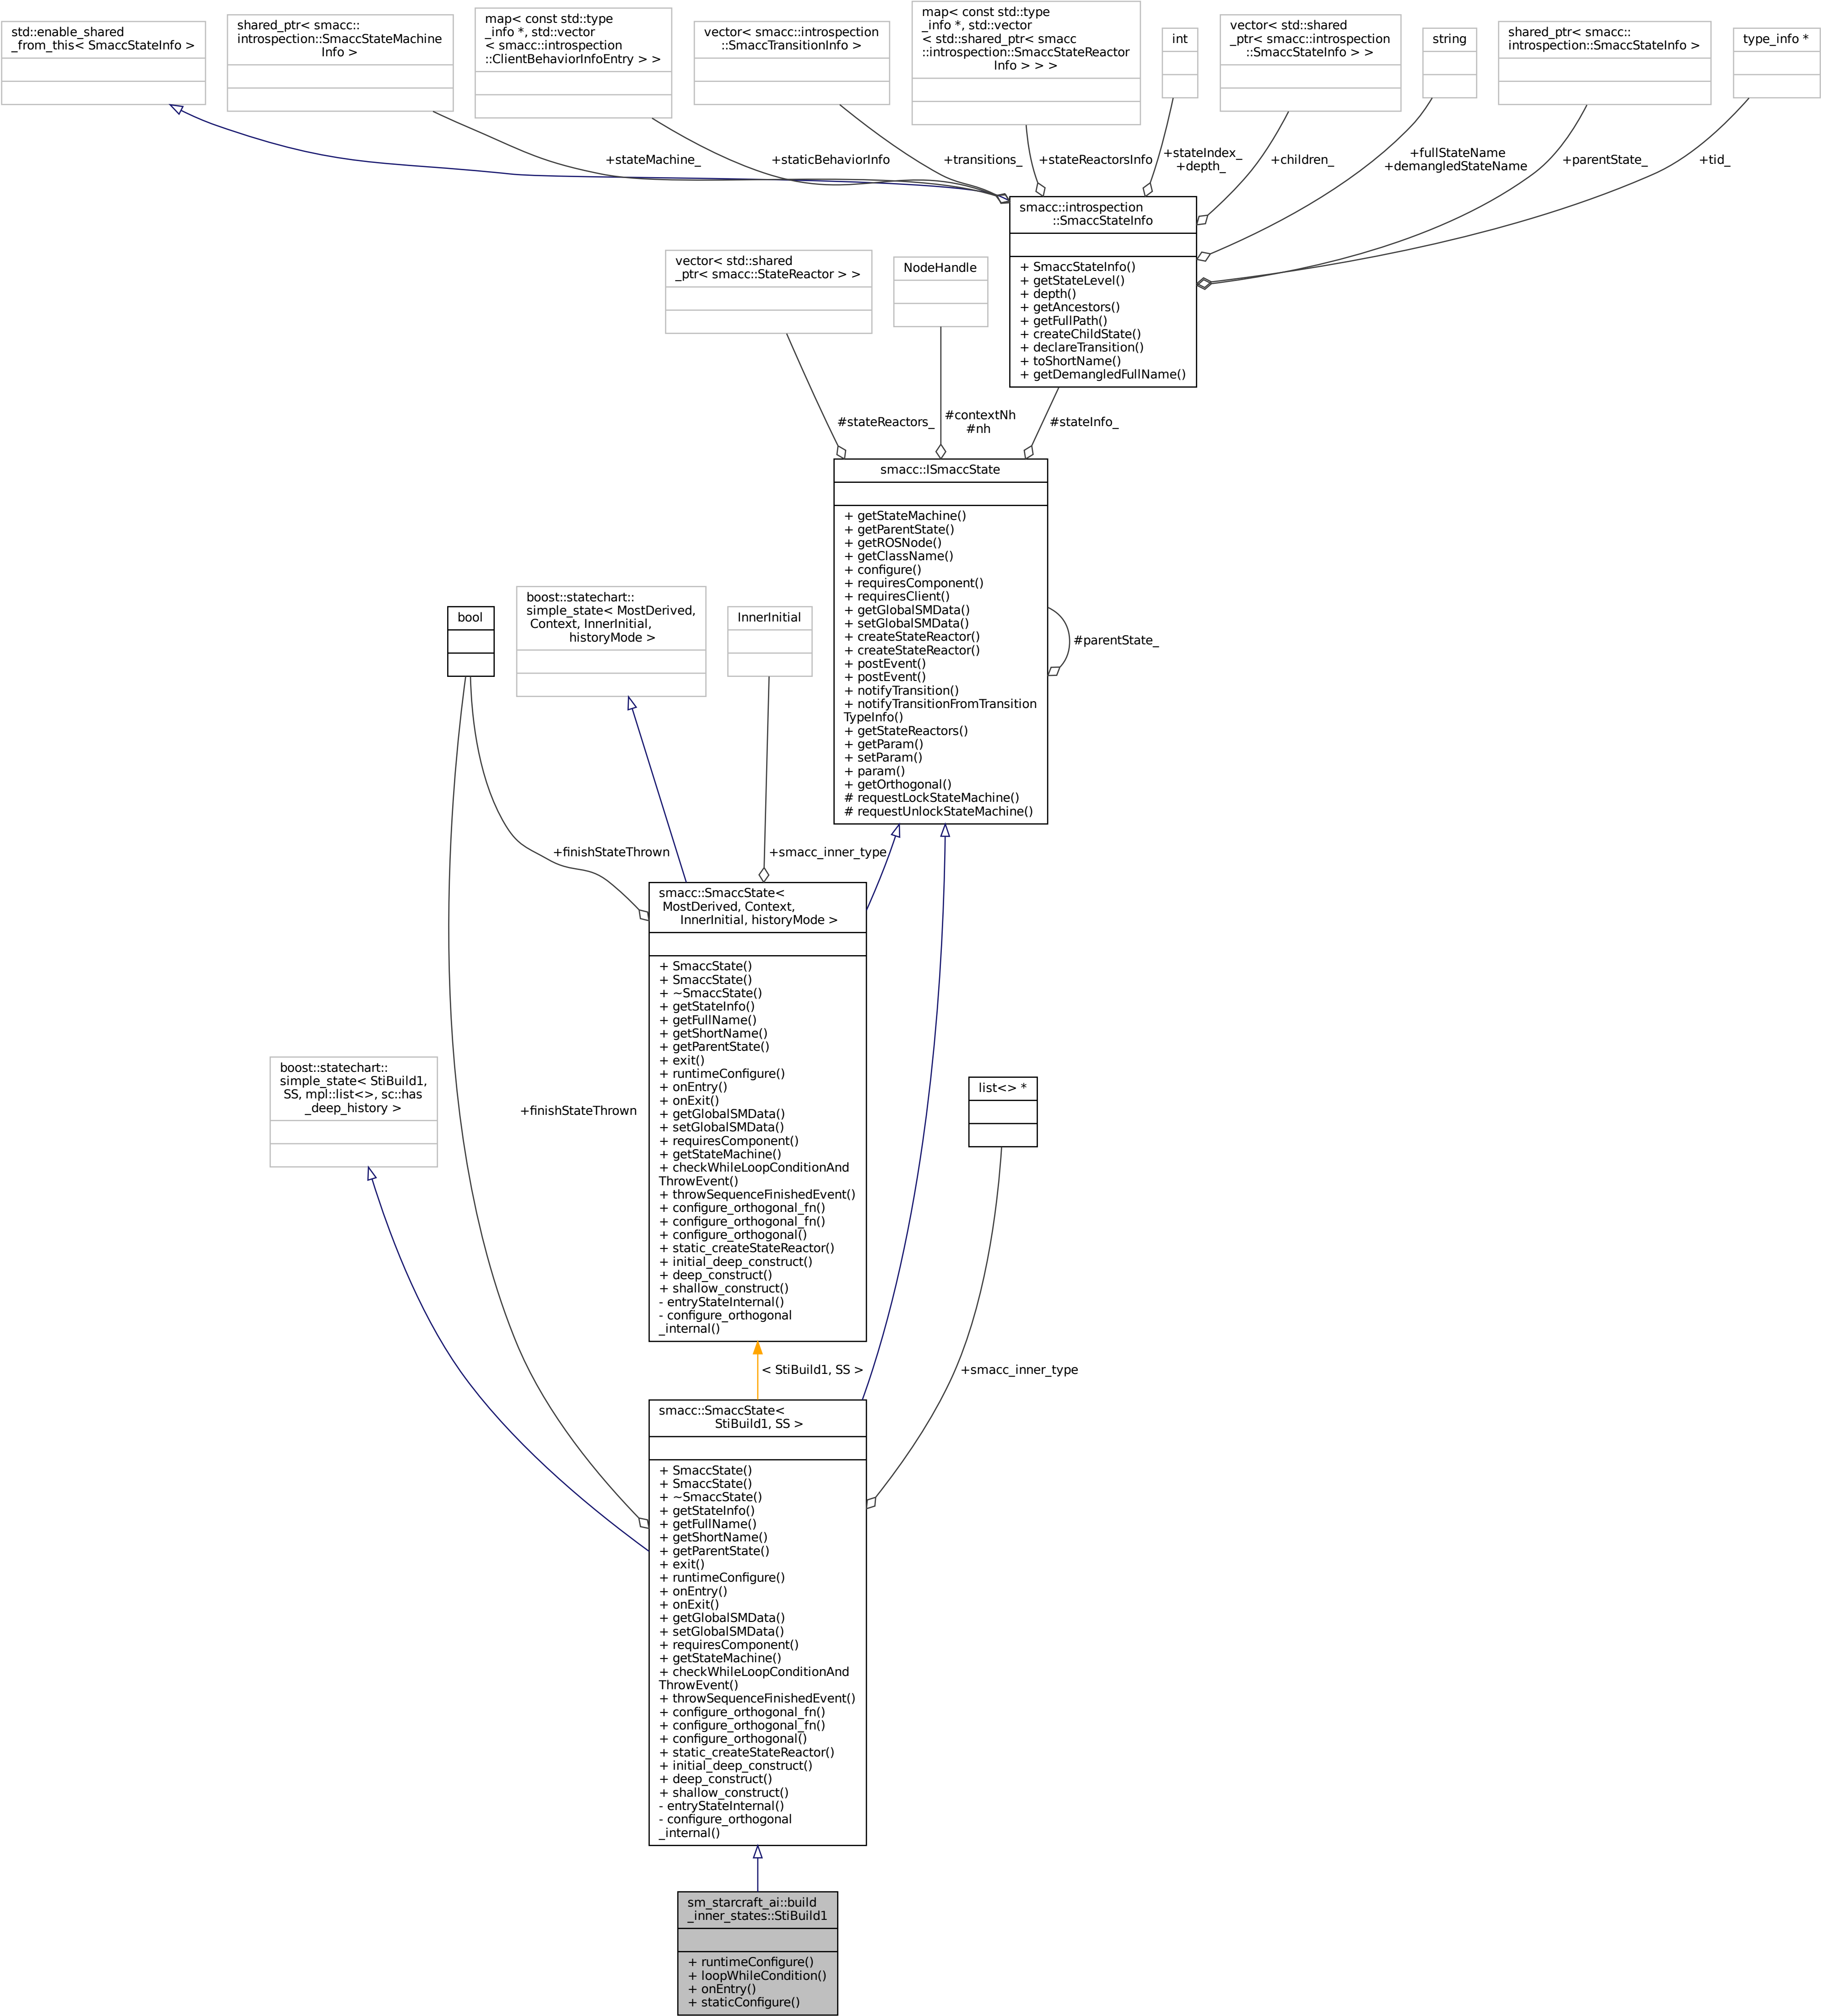 std::enable_shared
_from_this< SmaccStateInfo >
shared_ptr< smacc::
introspection::SmaccStateMachine
Info >
map< const std::type
_info *, std::vector
< smacc::introspection
::ClientBehaviorInfoEntry > >
vector< smacc::introspection
::SmaccTransitionInfo >
map< const std::type
_info *, std::vector
< std::shared_ptr< smacc
::introspection::SmaccStateReactor
Info > > >
int
vector< std::shared
_ptr< smacc::introspection
::SmaccStateInfo > >
string
shared_ptr< smacc::
introspection::SmaccStateInfo >
type_info *
+stateMachine_
+staticBehaviorInfo
+transitions_
+stateReactorsInfo
+stateIndex_
+depth_
+children_
+fullStateName
+demangledStateName
+parentState_
+tid_
smacc::introspection
::SmaccStateInfo
+ SmaccStateInfo()
+ getStateLevel()
+ depth()
+ getAncestors()
+ getFullPath()
+ createChildState()
+ declareTransition()
+ toShortName()
+ getDemangledFullName()
vector< std::shared
_ptr< smacc::StateReactor > >
NodeHandle
#stateReactors_
#contextNh
#nh
#stateInfo_
smacc::ISmaccState
+ getStateMachine()
+ getParentState()
+ getROSNode()
+ getClassName()
+ configure()
+ requiresComponent()
+ requiresClient()
+ getGlobalSMData()
+ setGlobalSMData()
+ createStateReactor()
+ createStateReactor()
+ postEvent()
+ postEvent()
+ notifyTransition()
+ notifyTransitionFromTransition
TypeInfo()
+ getStateReactors()
+ getParam()
+ setParam()
+ param()
+ getOrthogonal()
# requestLockStateMachine()
# requestUnlockStateMachine()
#parentState_
bool
boost::statechart::
simple_state< MostDerived,
Context, InnerInitial,
historyMode >
InnerInitial
+finishStateThrown
+smacc_inner_type
smacc::SmaccState<
MostDerived, Context,
InnerInitial, historyMode >
+ SmaccState()
+ SmaccState()
+ ~SmaccState()
+ getStateInfo()
+ getFullName()
+ getShortName()
+ getParentState()
+ exit()
+ runtimeConfigure()
+ onEntry()
+ onExit()
+ getGlobalSMData()
+ setGlobalSMData()
+ requiresComponent()
+ getStateMachine()
+ checkWhileLoopConditionAnd
ThrowEvent()
+ throwSequenceFinishedEvent()
+ configure_orthogonal_fn()
+ configure_orthogonal_fn()
+ configure_orthogonal()
+ static_createStateReactor()
+ initial_deep_construct()
+ deep_construct()
+ shallow_construct()
- entryStateInternal()
- configure_orthogonal
_internal()
boost::statechart::
simple_state< StiBuild1,
SS, mpl::list<>, sc::has
_deep_history >
+finishStateThrown
list<> *
< StiBuild1, SS >
+smacc_inner_type
smacc::SmaccState<
StiBuild1, SS >
+ SmaccState()
+ SmaccState()
+ ~SmaccState()
+ getStateInfo()
+ getFullName()
+ getShortName()
+ getParentState()
+ exit()
+ runtimeConfigure()
+ onEntry()
+ onExit()
+ getGlobalSMData()
+ setGlobalSMData()
+ requiresComponent()
+ getStateMachine()
+ checkWhileLoopConditionAnd
ThrowEvent()
+ throwSequenceFinishedEvent()
+ configure_orthogonal_fn()
+ configure_orthogonal_fn()
+ configure_orthogonal()
+ static_createStateReactor()
+ initial_deep_construct()
+ deep_construct()
+ shallow_construct()
- entryStateInternal()
- configure_orthogonal
_internal()
sm_starcraft_ai::build
_inner_states::StiBuild1
+ runtimeConfigure()
+ loopWhileCondition()
+ onEntry()
+ staticConfigure()